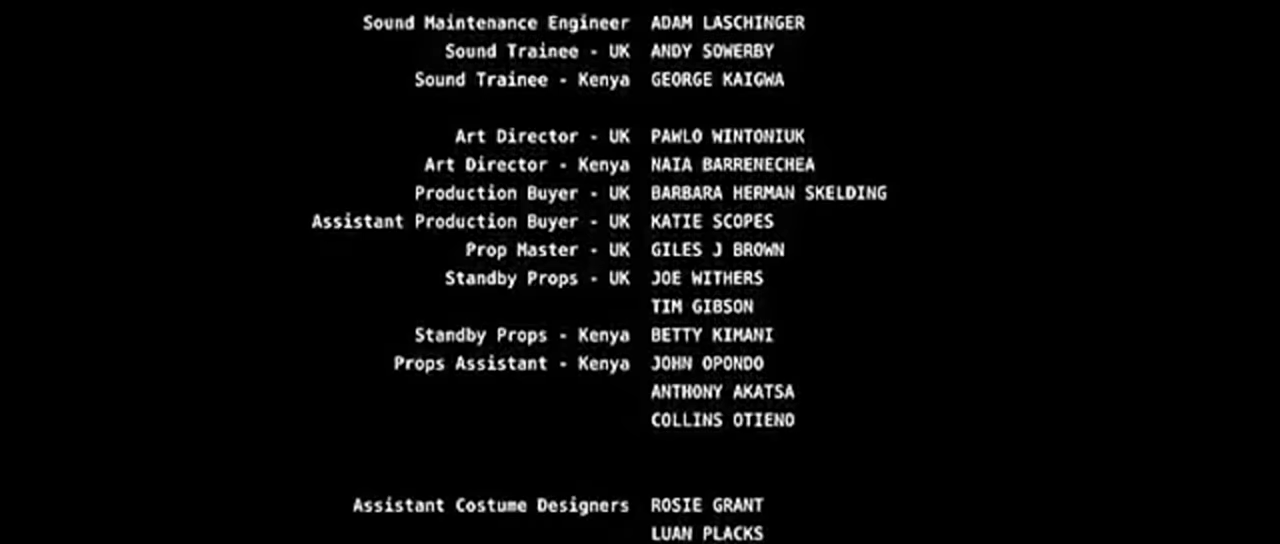 Sound Maintenance Engineer ADAM LASCHINGER
Sound Trainee - UK ANDY SOWERBY
Sound Trainee - Kenya GEORGE KAIGWA
Art Director - UK PAWLO WINTONIUK
Art Director - Kenya NAIA BARRENECHEA
Production Buyer - UK BARBARA HERMAN SKELDING
Assistant Production Buyer - UK KATIE SCOPES
Prop Master - UK GILES J BROWN
Standby Props - UK JOE WITHERS
TIM GIBSON
Standby Props - Kenya BETTY KIMANI
Props Assistant - Kenya JOHN OPONDO
ANTHONY AKATSA
COLLINS OTIENO
Assistant Costume Designers ROSIE GRANT
LUAN PLACKS